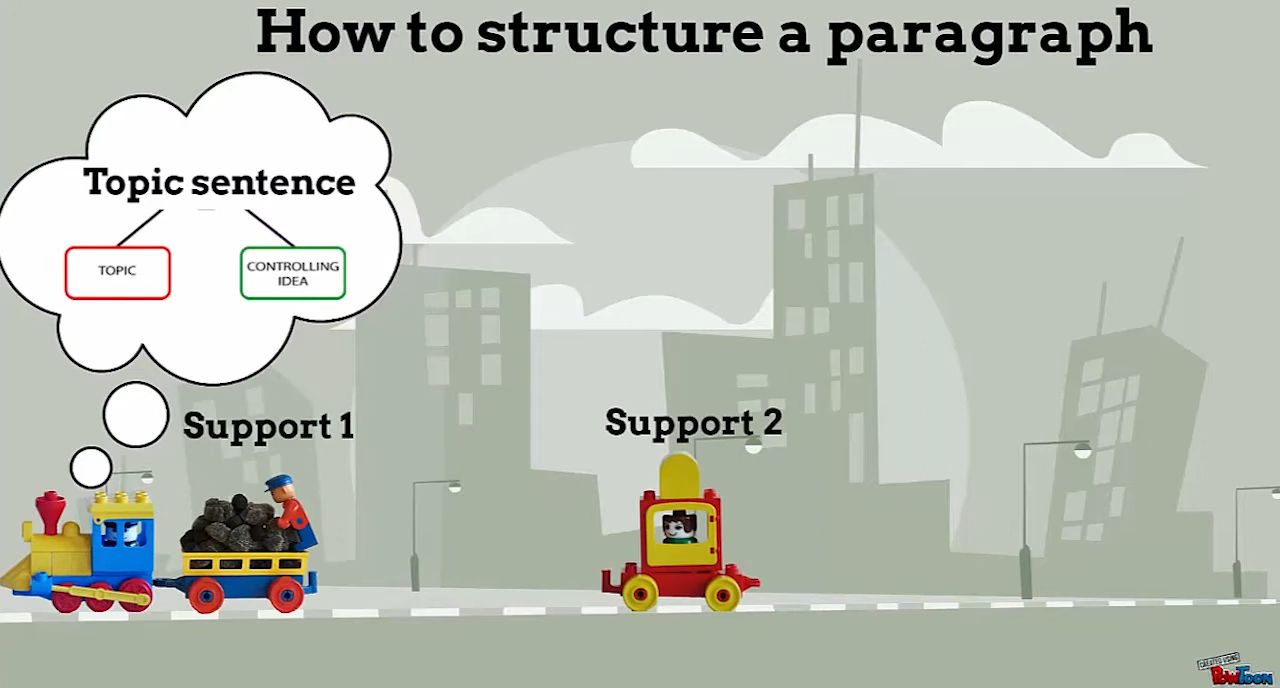 How to structure a paragraph
Topic sentence
TOPIC
CONTROLLING
IDEA
Support 1
Support 2
CREATED USING
POWTOON